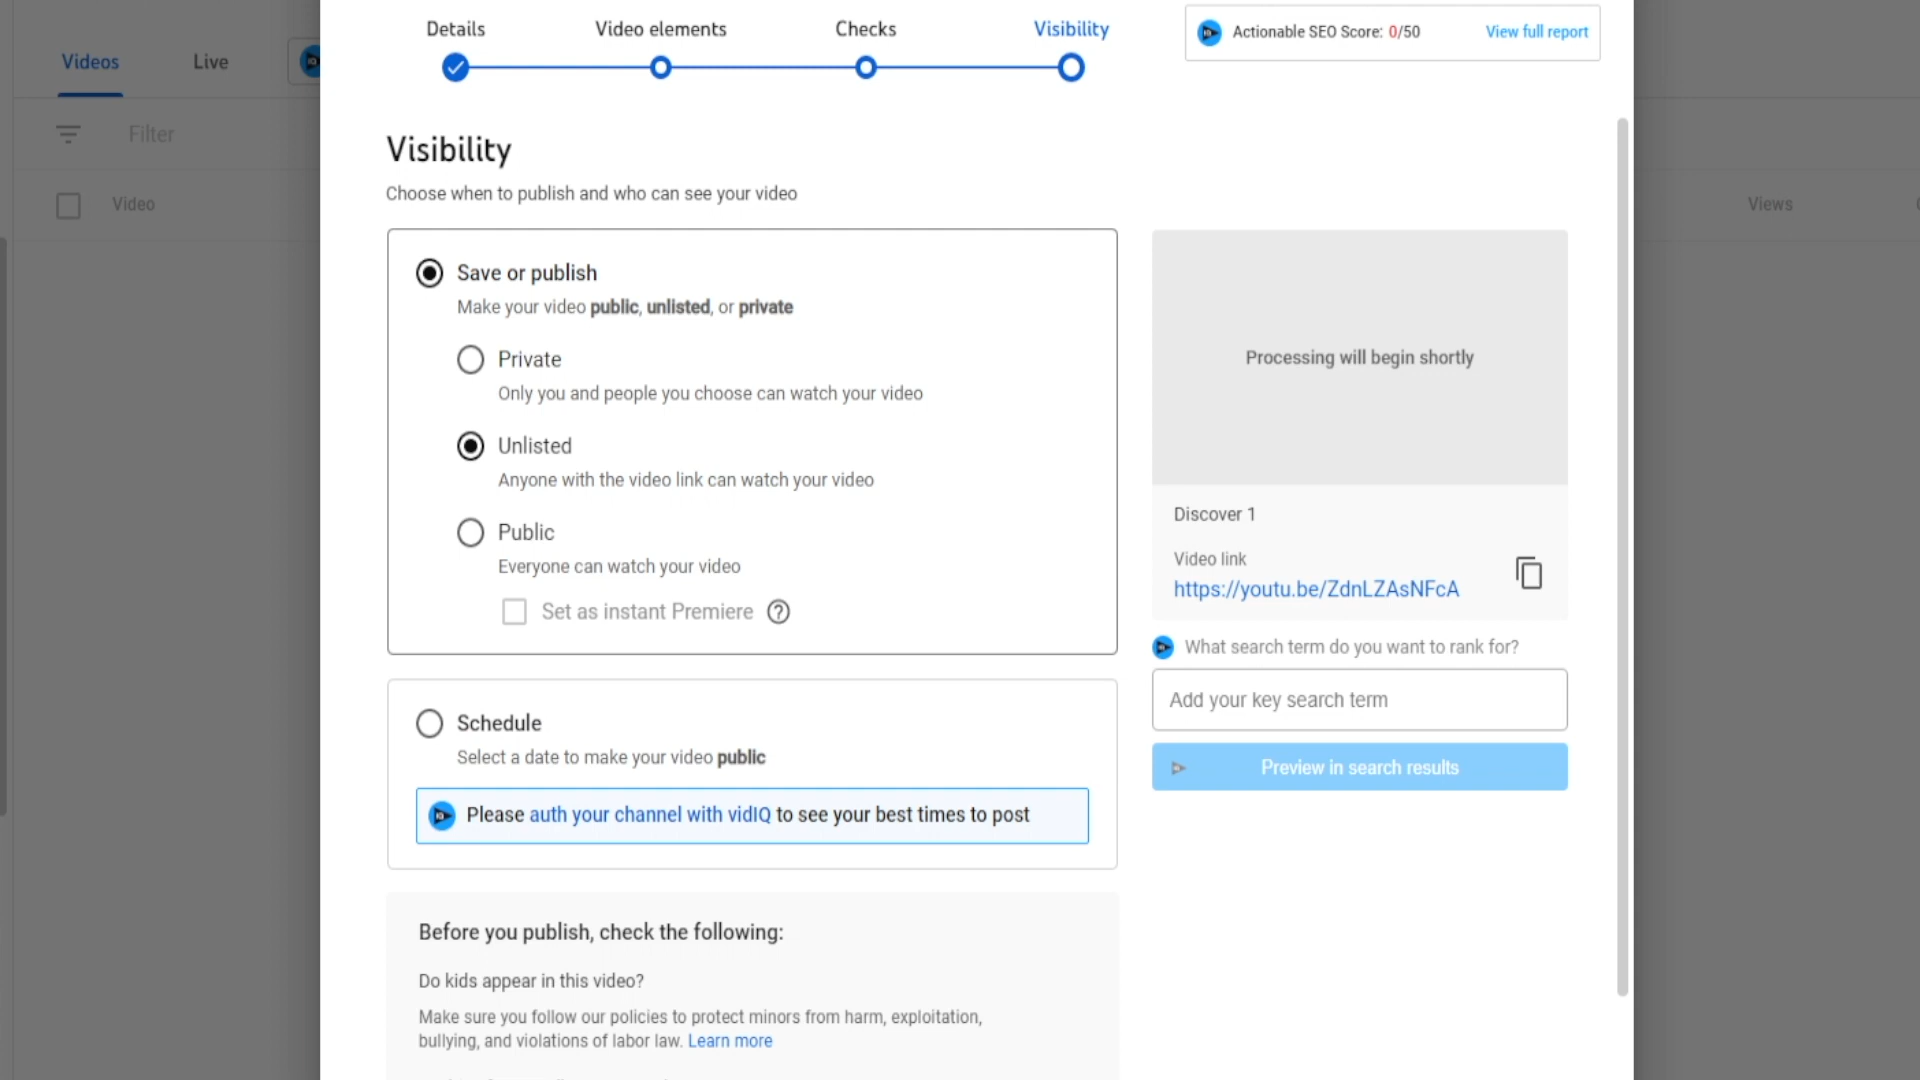 Details
Video elements
Checks
Visibility
Actionable SEO Score: 0/50
View full report
Videos
Live
Filter
Video
Views
Visibility
Choose when to publish and who can see your video
Save or publish
Make your video public, unlisted, or private
Private
Only you and people you choose can watch your video
Unlisted
Anyone with the video link can watch your video
Public
Everyone can watch your video
Set as instant Premiere
Processing will begin shortly
Discover 1
Video link
https://youtu.be/ZdnLZAsNFcA
What search term do you want to rank for?
Add your key search term
Preview in search results
Schedule
Select a date to make your video public
Please auth your channel with vidIQ to see your best times to post
Before you publish, check the following:
Do kids appear in this video?
Make sure you follow our policies to protect minors from harm, exploitation,
bullying, and violations of labor law. Learn more